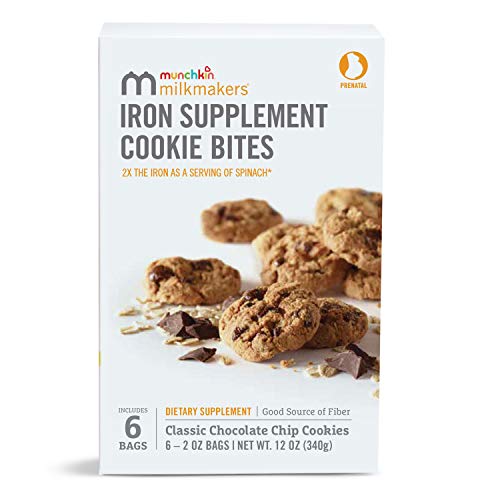 munchkin
milkmakers®
PRENATAL
IRON SUPPLEMENT
COOKIE BITES
2X THE IRON AS A SERVING OF SPINACH*
INCLUDES
6
BAGS
DIETARY SUPPLEMENT | Good Source of Fiber
Classic Chocolate Chip Cookies
6 – 2 OZ BAGS | NET WT. 12 OZ (340g)